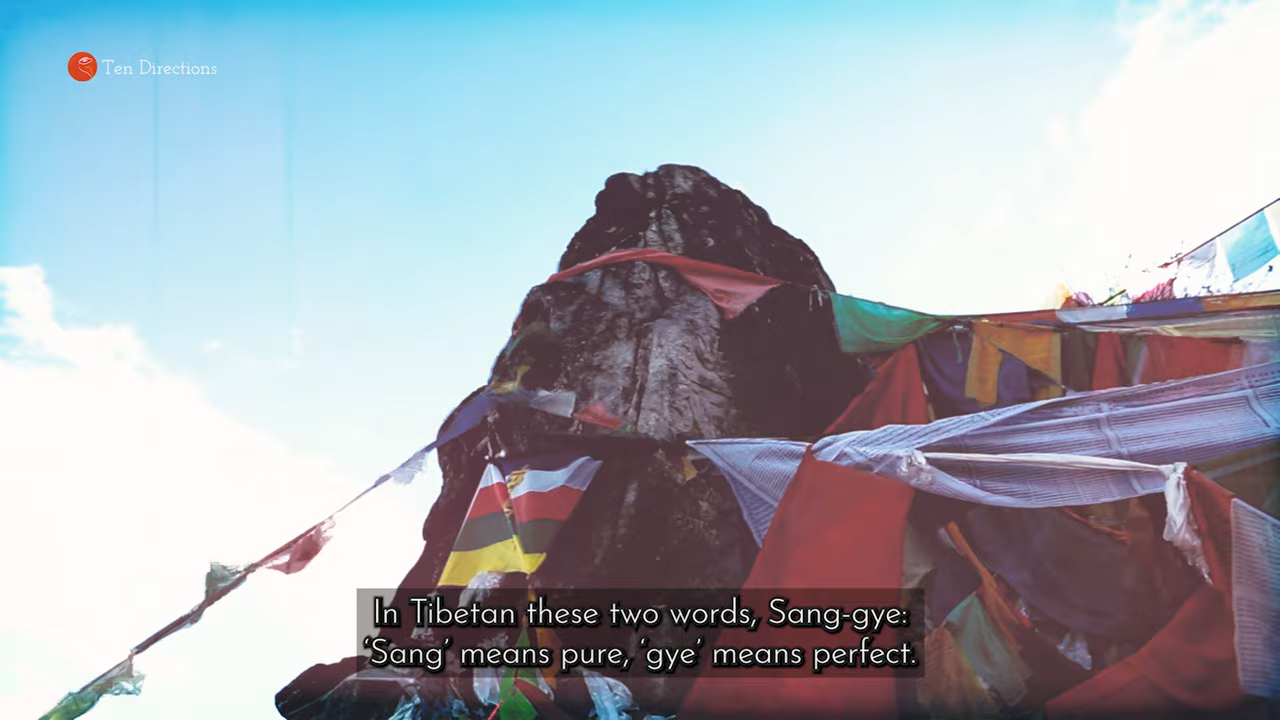 Ten Directions
In Tibetan these two words, Sang-gye:
‘Sang’ means pure, ‘gye’ means perfect.